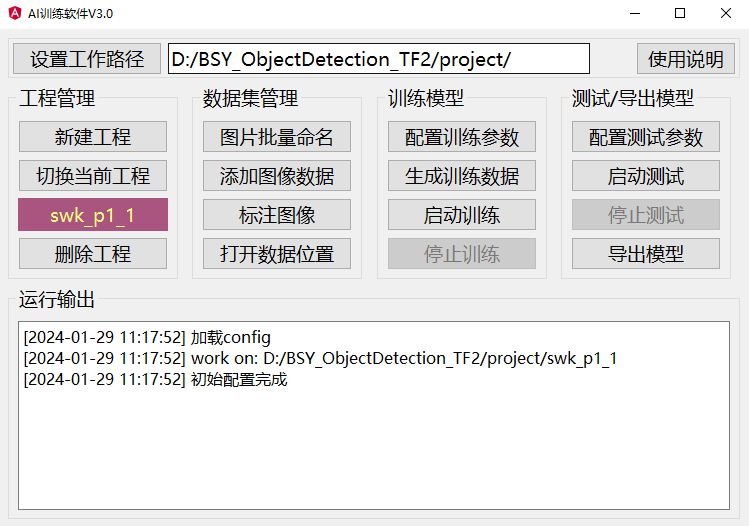 AI训练软件V3.0
设置工作路径 D:/BSY_ObjectDetection_TF2/project/ 使用说明
工程管理
新建工程
切换当前工程
swk_p1_1
删除工程
数据集管理
图片批量命名
添加图像数据
标注图像
打开数据位置
训练模型
配置训练参数
生成训练数据
启动训练
停止训练
测试/导出模型
配置测试参数
启动测试
停止测试
导出模型
运行输出
[2024-01-29 11:17:52] 加载config
[2024-01-29 11:17:52] work on: D:/BSY_ObjectDetection_TF2/project/swk_p1_1
[2024-01-29 11:17:52] 初始配置完成